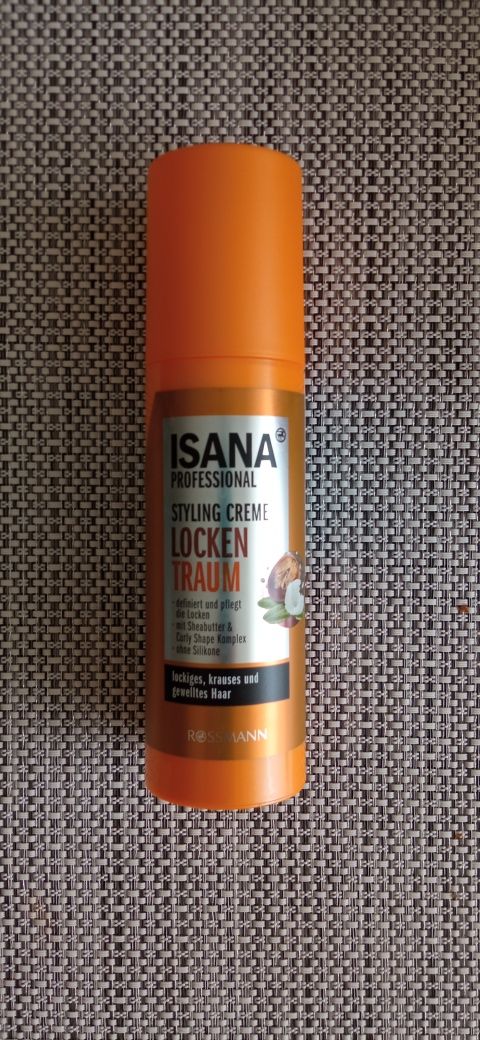 ISANA
PROFESSIONAL
STYLING CREME
LOCKEN
TRAUM
- definiert und pflegt
die Locken
- mit Sheabutter &
Curly Shape Komplex
- ohne Silikone
lockiges, krauses und
gewelltes Haar
ROSSMANN